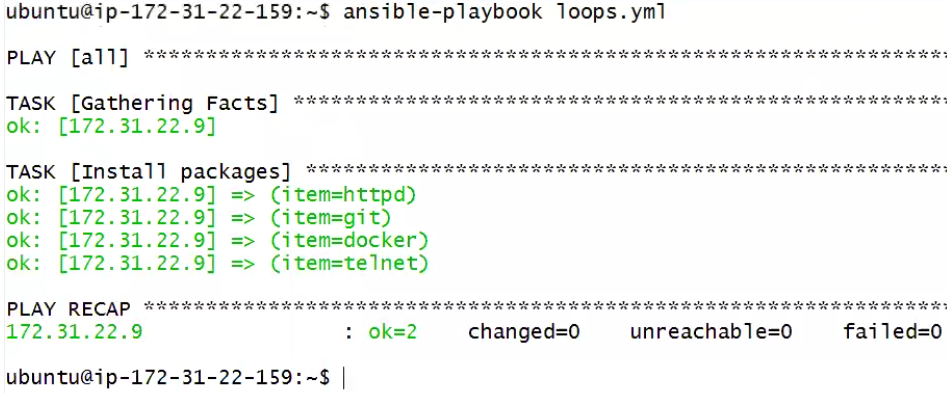 ubuntu@ip-172-31-22-159:~$ ansible-playbook loops.yml
PLAY [all] *****************************************************************
TASK [Gathering Facts] *****************************************************
ok: [172.31.22.9]
TASK [Install packages] ****************************************************
ok: [172.31.22.9] => (item=httpd)
ok: [172.31.22.9] => (item=git)
ok: [172.31.22.9] => (item=docker)
ok: [172.31.22.9] => (item=telnet)
PLAY RECAP *****************************************************************
172.31.22.9                : ok=2    changed=0    unreachable=0    failed=0
ubuntu@ip-172-31-22-159:~$